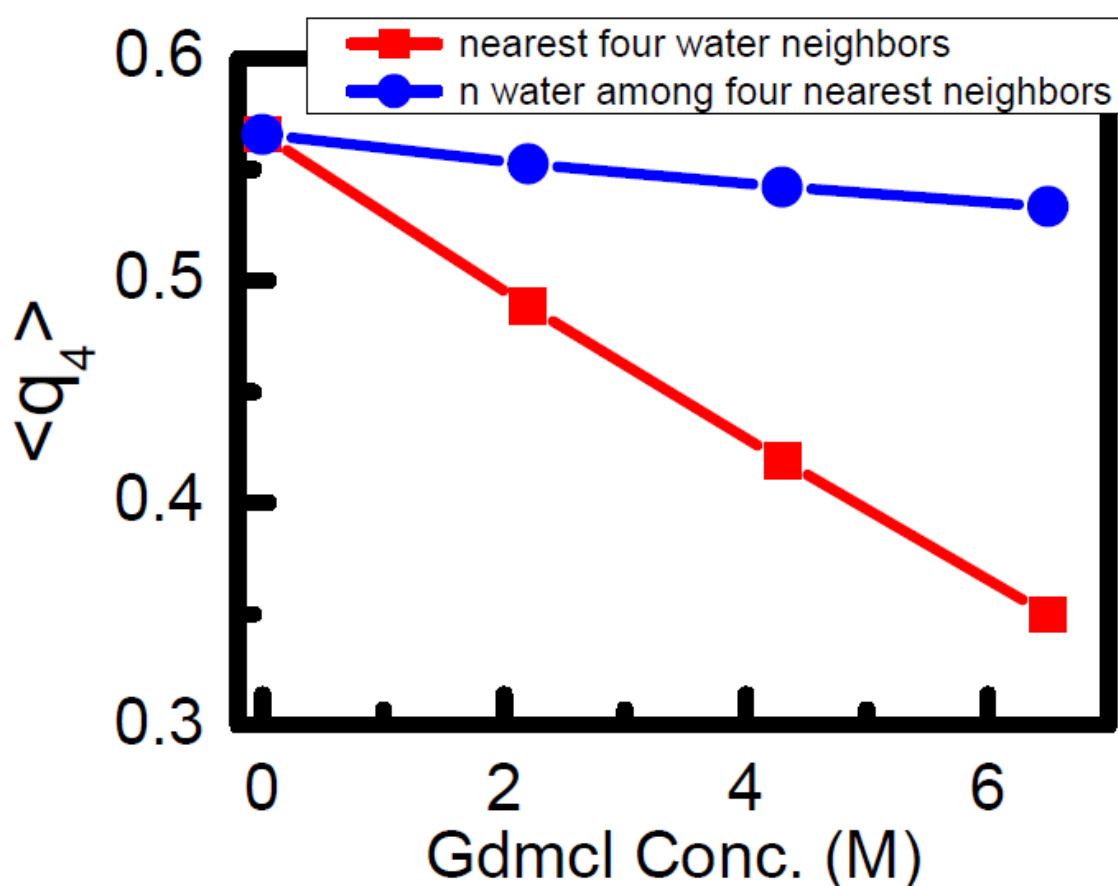 nearest four water neighbors
n water among four nearest neighbors
0.6
0.5
0.4
0.3
<q4>
0 2 4 6
Gdmcl Conc. (M)